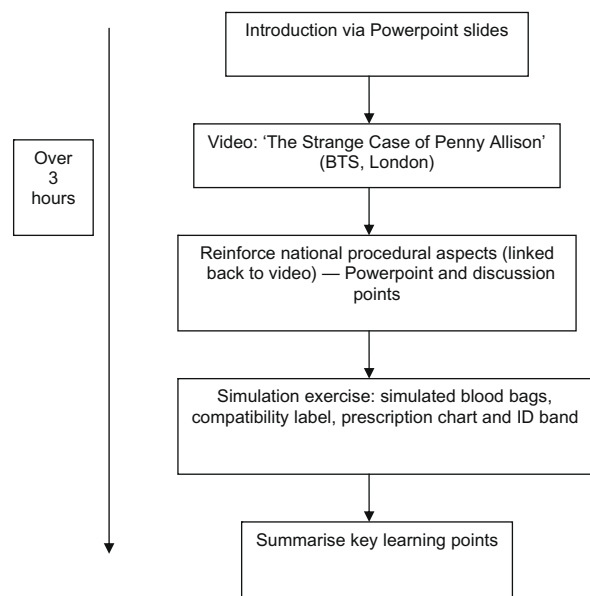 Introduction via Powerpoint slides
Over
3
hours
Video: ‘The Strange Case of Penny Allison’
(BTS, London)
Reinforce national procedural aspects (linked
back to video) — Powerpoint and discussion
points
Simulation exercise: simulated blood bags,
compatibility label, prescription chart and ID band
Summarise key learning points